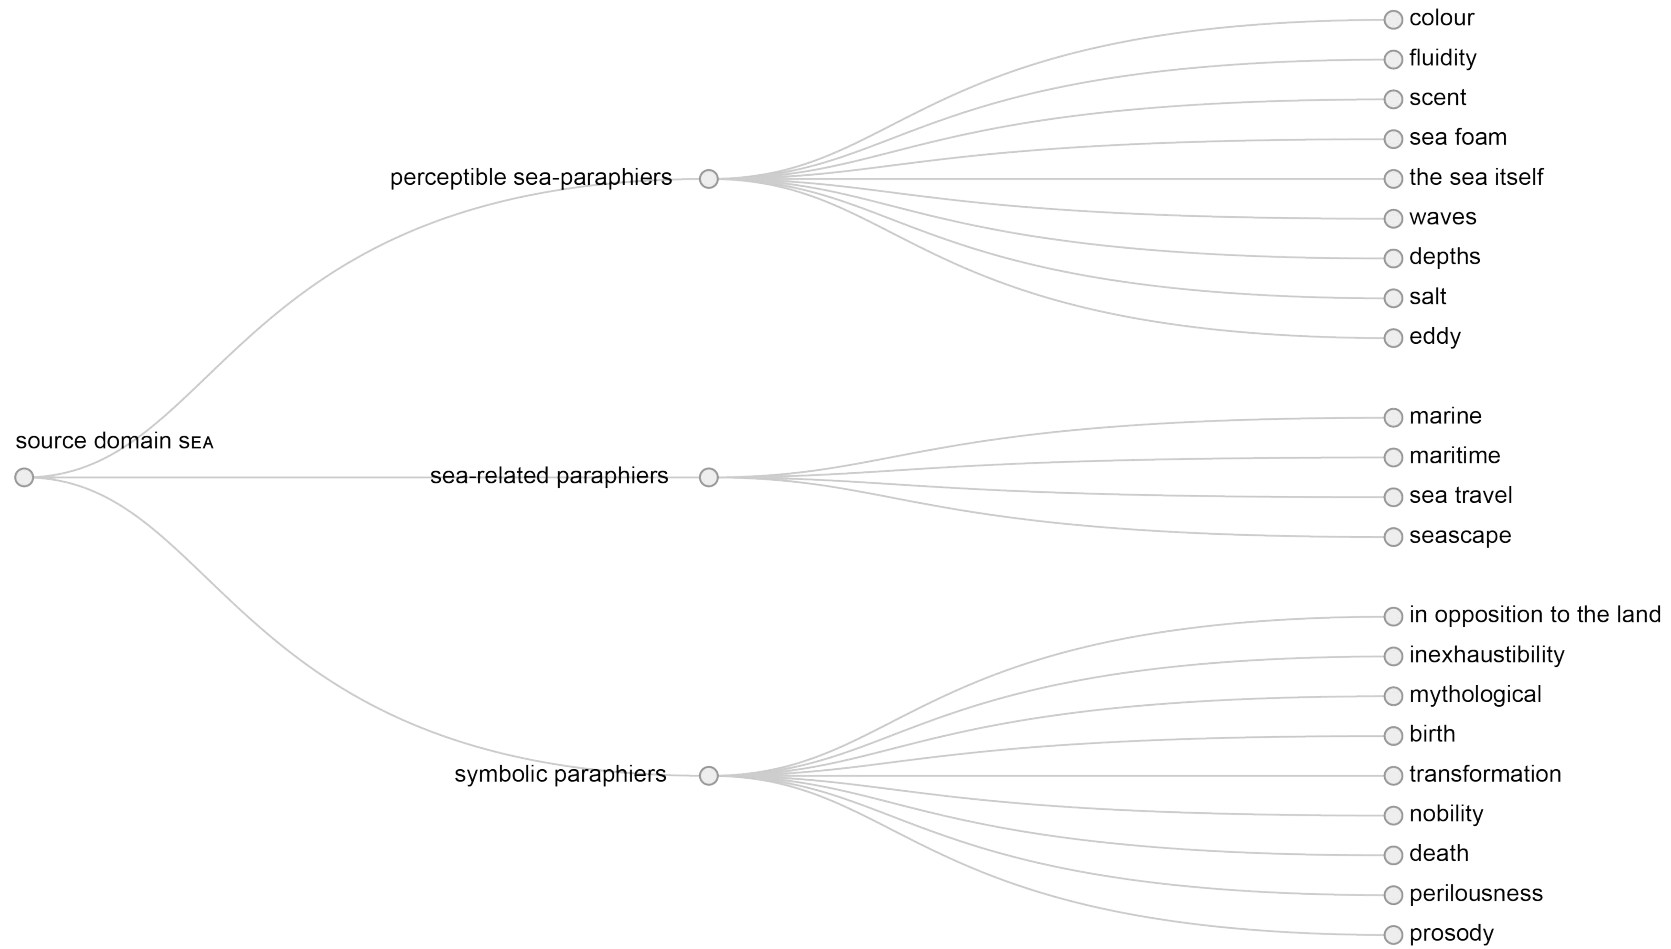 source domain SEA
perceptible sea-paraphiers
colour
fluidity
scent
sea foam
the sea itself
waves
depths
salt
eddy
sea-related paraphiers
marine
maritime
sea travel
seascape
symbolic paraphiers
in opposition to the land
inexhaustibility
mythological
birth
transformation
nobility
death
perilousness
prosody